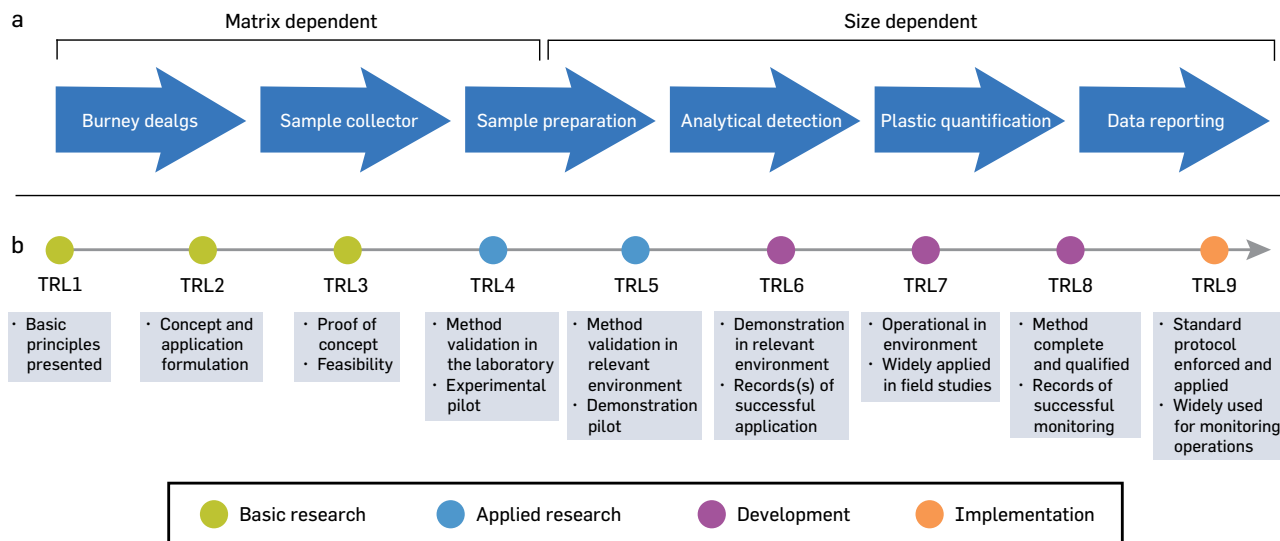 a
Matrix dependent
Size dependent
Burney dealgs
Sample collector
Sample preparation
Analytical detection
Plastic quantification
Data reporting
b
TRL1
TRL2
TRL3
TRL4
TRL5
TRL6
TRL7
TRL8
TRL9
· Basic
principles
presented
· Concept and
application
formulation
· Proof of
concept
· Feasibility
· Method
validation in
the laboratory
· Experimental
pilot
· Method
validation in
relevant
environment
· Demonstration
pilot
· Demonstration
in relevant
environment
· Records(s) of
successful
application
· Operational in
environment
· Widely applied
in field studies
· Method
complete
and qualified
· Records of
successful
monitoring
· Standard
protocol
enforced and
applied
· Widely used
for monitoring
operations
Basic research
Applied research
Development
Implementation